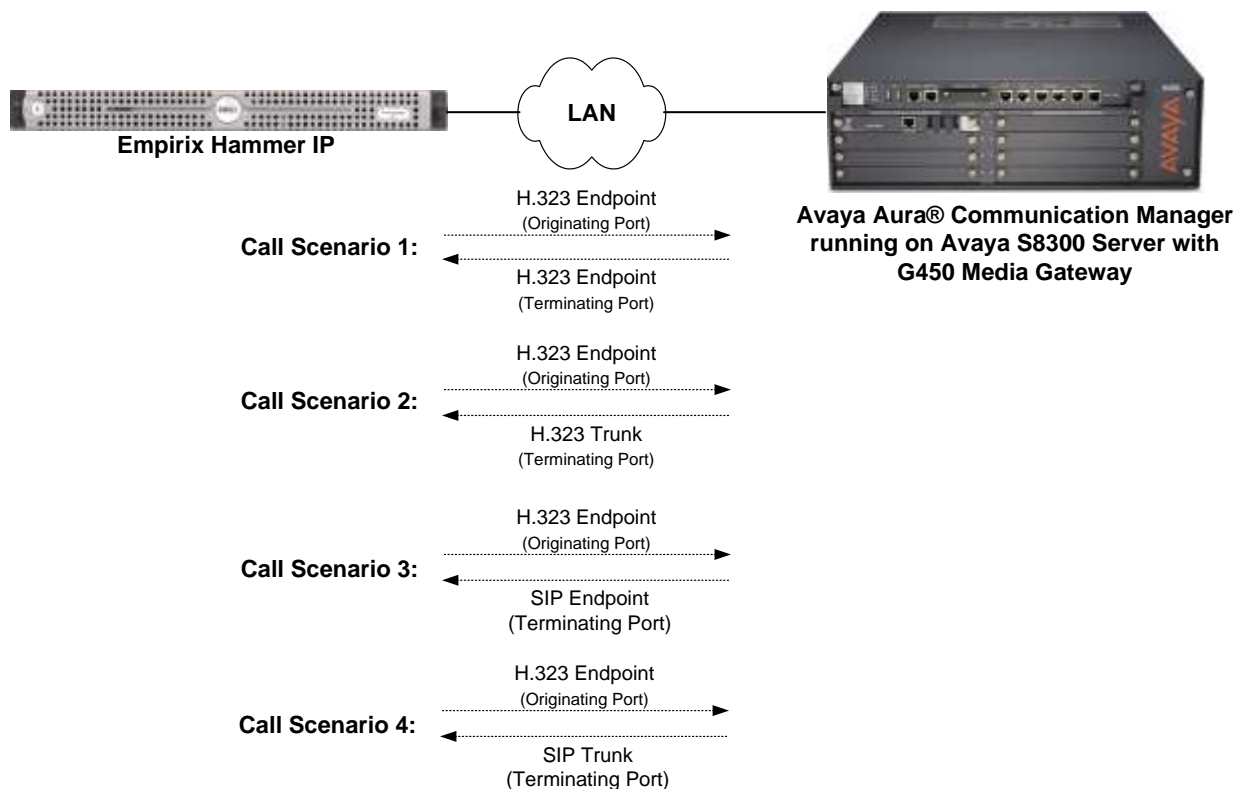 LAN
Empirix Hammer IP
AVAYA
Avaya Aura® Communication Manager
running on Avaya S8300 Server with
G450 Media Gateway
Call Scenario 1:
H.323 Endpoint
(Originating Port)
H.323 Endpoint
(Terminating Port)
Call Scenario 2:
H.323 Endpoint
(Originating Port)
H.323 Trunk
(Terminating Port)
Call Scenario 3:
H.323 Endpoint
(Originating Port)
SIP Endpoint
(Terminating Port)
Call Scenario 4:
H.323 Endpoint
(Originating Port)
SIP Trunk
(Terminating Port)